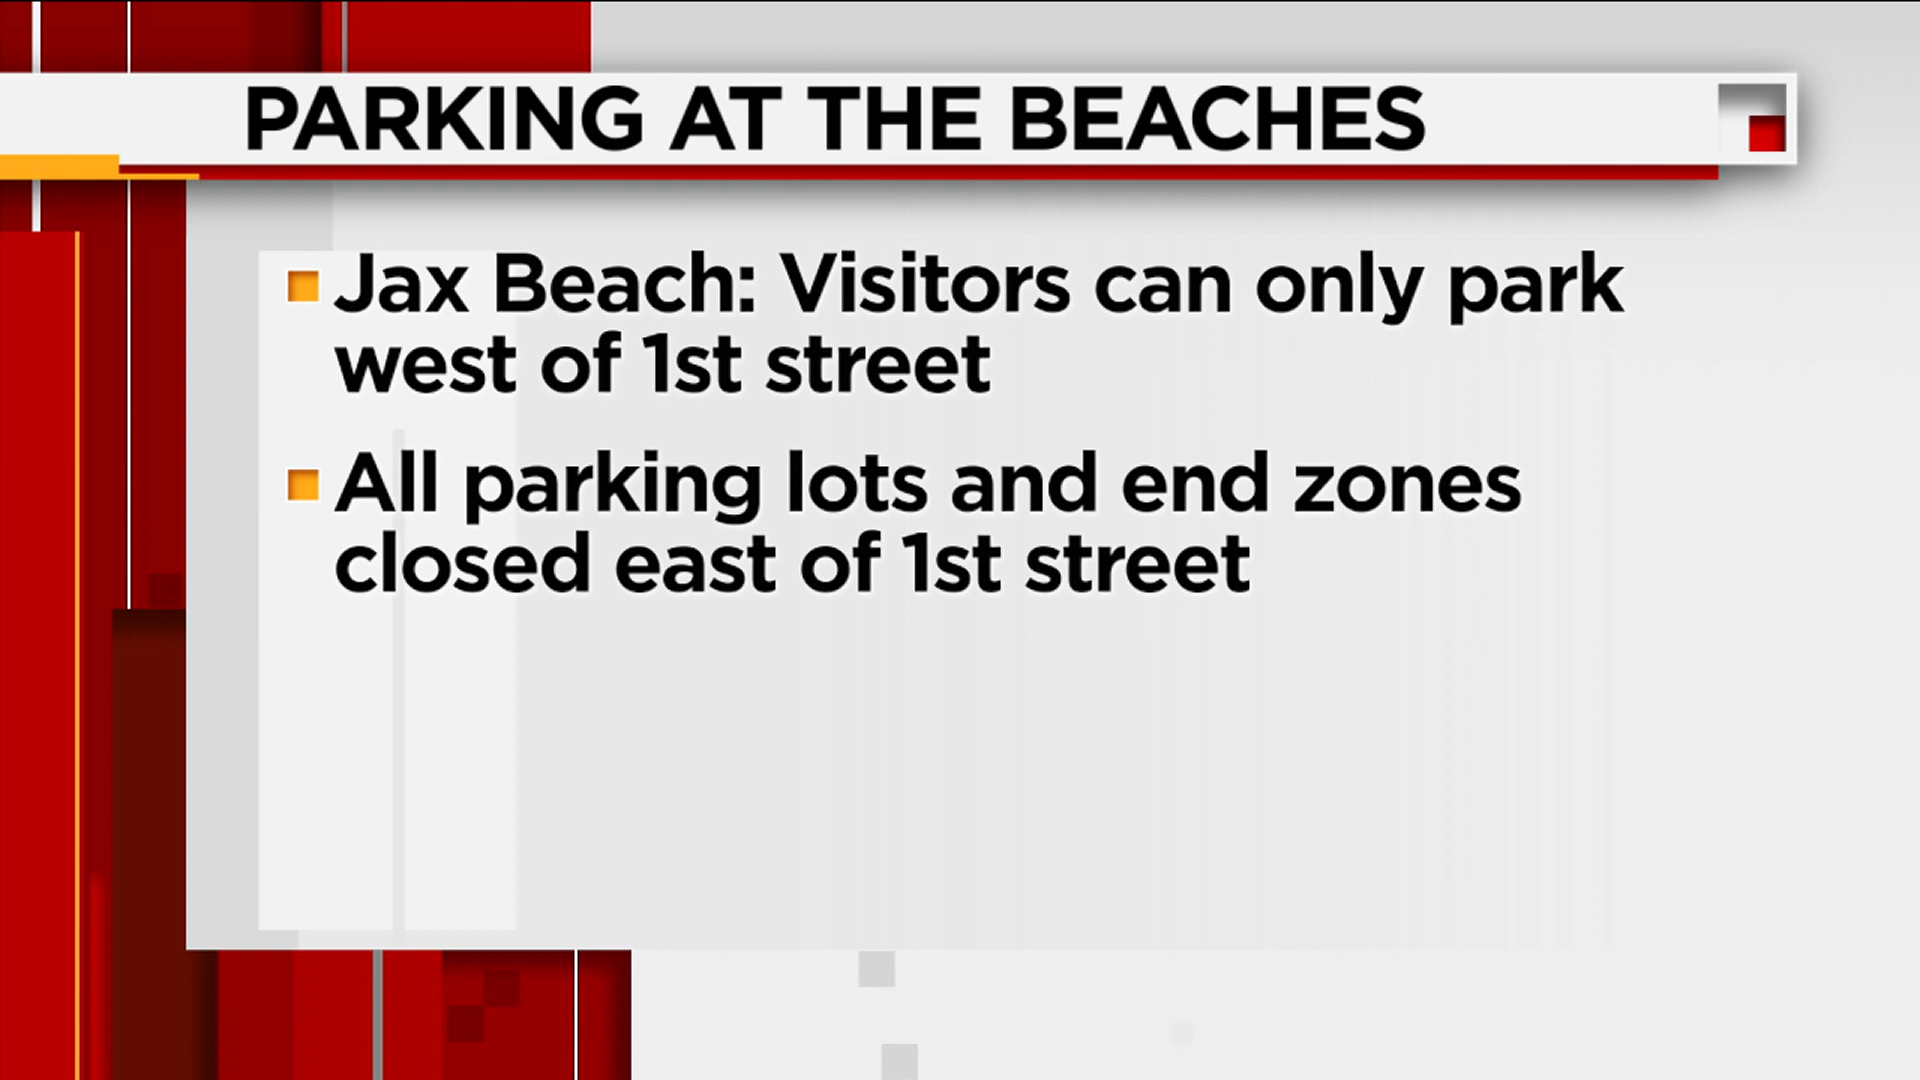 PARKING AT THE BEACHES
Jax Beach: Visitors can only park
west of 1st street
All parking lots and end zones
closed east of 1st street